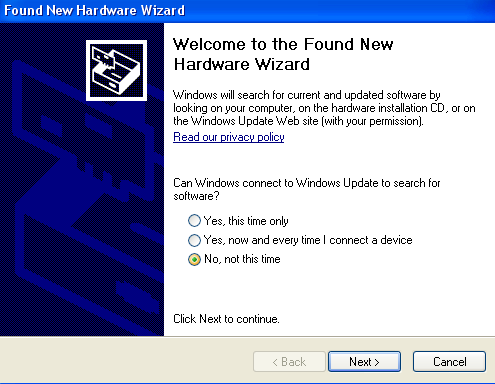 Found New Hardware Wizard
Welcome to the Found New
Hardware Wizard
Windows will search for current and updated software by
looking on your computer, on the hardware installation CD, or on
the Windows Update Web site (with your permission).
Read our privacy policy
Can Windows connect to Windows Update to search for
software?
Yes, this time only
Yes, now and every time I connect a device
No, not this time
Click Next to continue.
< Back
Next >
Cancel